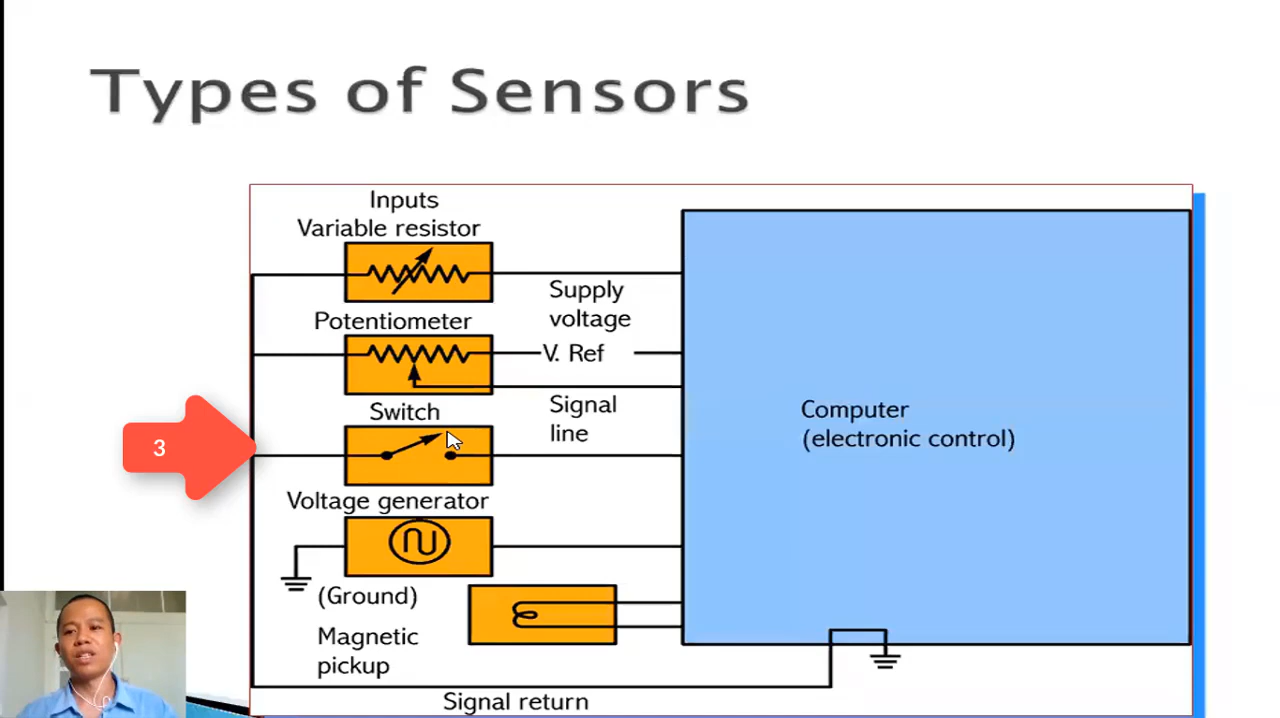 Types of Sensors
Inputs
Variable resistor
Supply
voltage
Potentiometer
V. Ref
Switch
Signal
line
3
Computer
(electronic control)
Voltage generator
(Ground)
Magnetic
pickup
Signal return